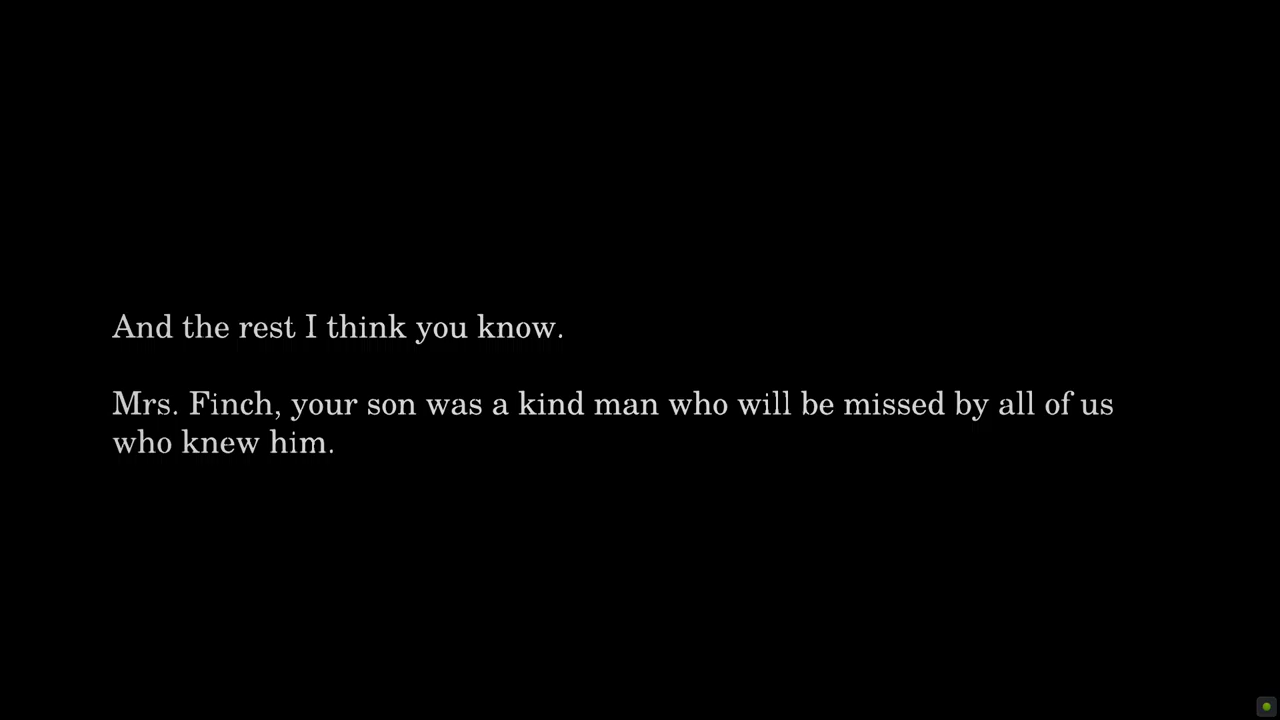 And the rest I think you know.
Mrs. Finch, your son was a kind man who will be missed by all of us
who knew him.